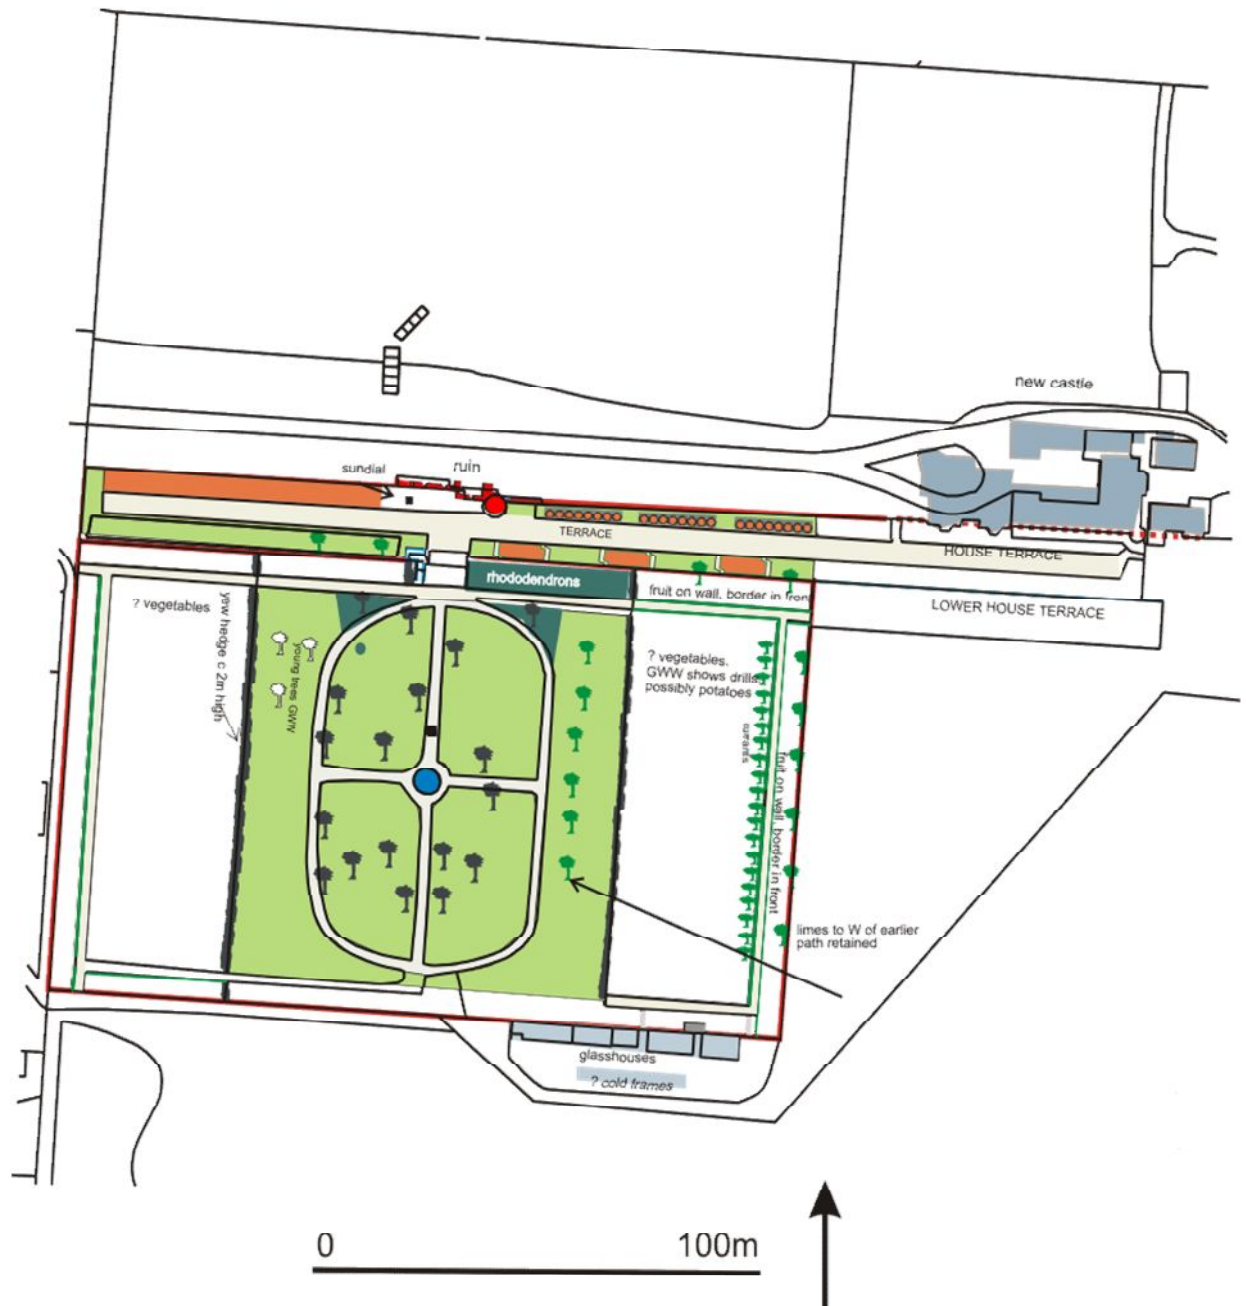 new castle
sundial
ruin
TERRACE
HOUSE TERRACE
rhododendrons
fruit on wall, border in front
LOWER HOUSE TERRACE
? vegetables
yew hedge c 2m high
young trees GWW
? vegetables.
GWW shows drills,
possibly potatoes
currants
fruit on wall, border in front
limes to W of earlier
path retained
glasshouses
? cold frames
0
100m